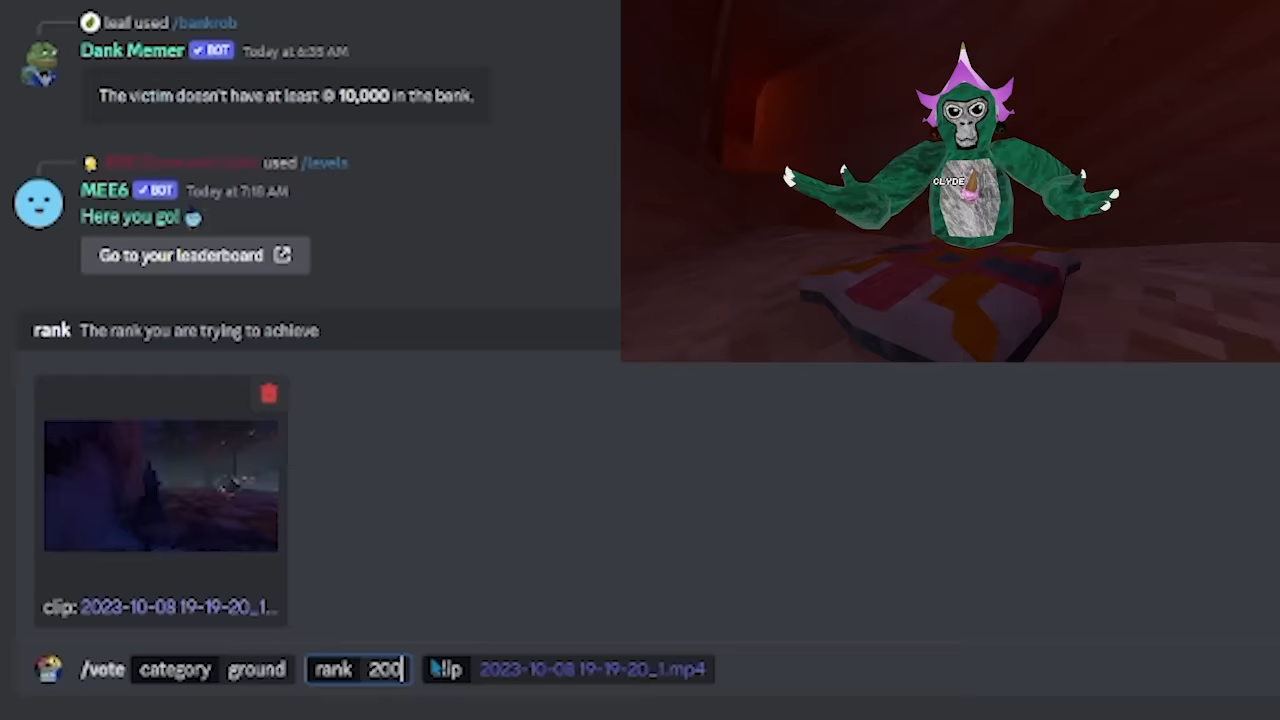 leaf used /bankrob
Dank Memer ✓ BOT Today at 6:35 AM
The victim doesn't have at least 10,000 in the bank.
used /levels
MEE6 ✓ BOT Today at 7:18 AM
Here you go!
Go to your leaderboard
CLYDE
rank The rank you are trying to achieve
clip: 2023-10-08 19-19-20_1...
/vote category ground rank 200 clip 2023-10-08 19-19-20_1.mp4